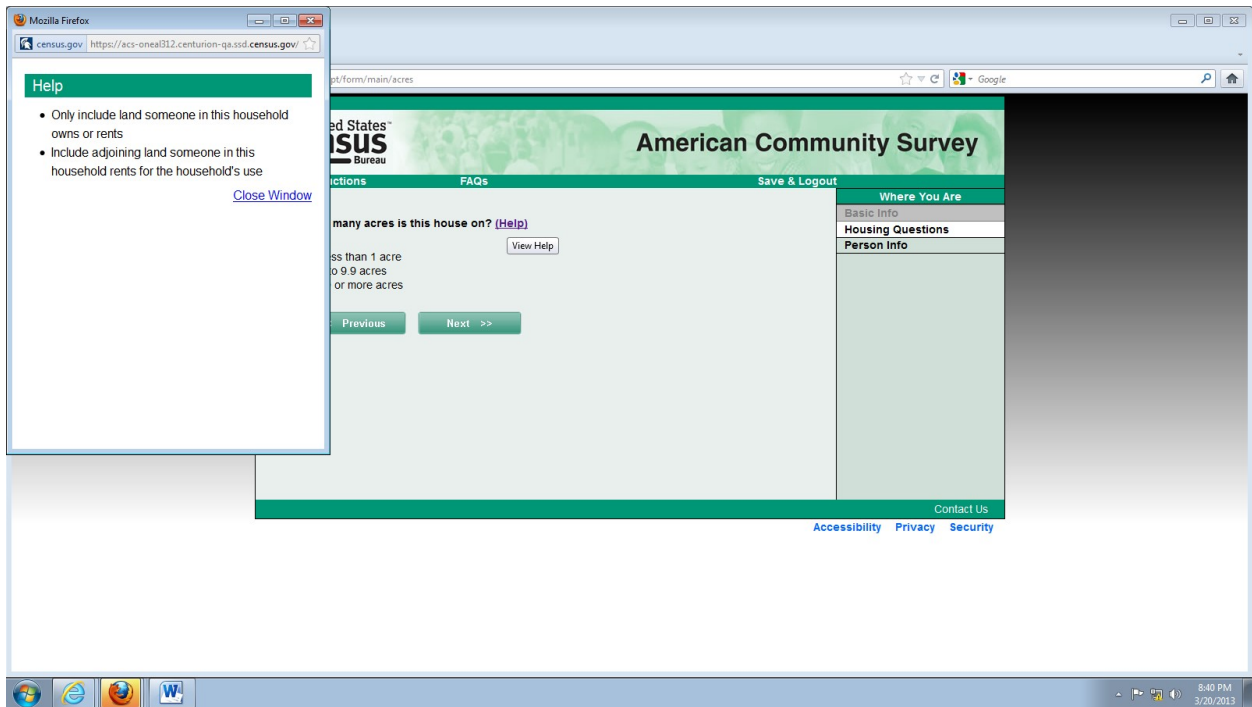 Mozilla Firefox
census.gov https://acs-oneal312.centurion-qa.ssd.census.gov/
Help
• Only include land someone in this household
owns or rents
• Include adjoining land someone in this
household rents for the household's use
Close Window
pt/form/main/acres
Google
ed States™
sus
Bureau
American Community Survey
ctions FAQs Save & Logout
Where You Are
Basic Info
Housing Questions
Person Info
many acres is this house on? (Help)
View Help
ss than 1 acre
o 9.9 acres
or more acres
Previous Next >>
Contact Us
Accessibility Privacy Security
8:40 PM
3/20/2013